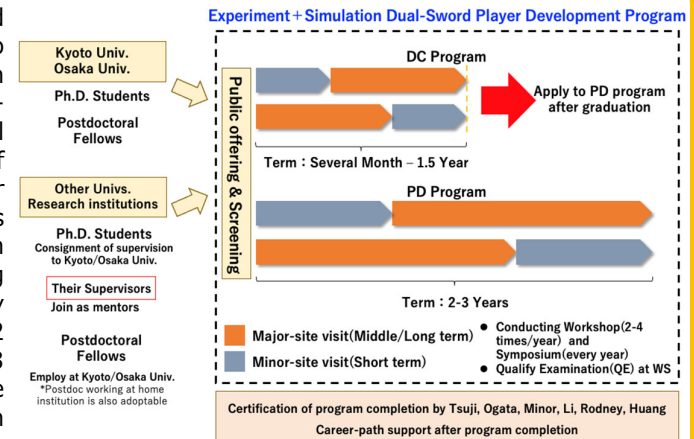 Experiment+Simulation Dual-Sword Player Development Program
Kyoto Univ.
Osaka Univ.
Ph.D. Students
Postdoctoral
Fellows
Other Univs.
Research institutions
Ph.D. Students
Consignment of supervision
to Kyoto/Osaka Univ.
Their Supervisors
Join as mentors
Postdoctoral
Fellows
Employ at Kyoto/Osaka Univ.
*Postdoc working at home
institution is also adoptable
Public offering & Screening
DC Program
Apply to PD program
after graduation
Term：Several Month – 1.5 Year
PD Program
Term：2-3 Years
Major-site visit(Middle/Long term)
Minor-site visit(Short term)
● Conducting Workshop(2-4
times/year) and
Symposium(every year)
● Qualify Examination(QE) at WS
Certification of program completion by Tsuji, Ogata, Minor, Li, Rodney, Huang
Career-path support after program completion